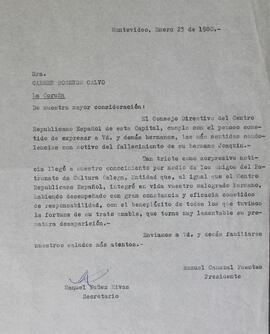 Montevideo, Enero 23 de 1980.-
Sra.
CARMEN
CALVO
La Coruña
De nuestra mayor consideración:
El Consejo Directivo del Centro
Republicano Español de esta Capital, cumple con el penoso come-
tido de expresar a Vd. y demás hermanas, las más sentidas condo-
lencias con motivo del fallecimiento de su hermano Joaquín.
Tan triste como sorpresiva noti-
cia llegó a nuestro conocimiento por medio de los amigos del Pa-
tronato da Cultura Galega, Entidad que, al igual que el Centro
Republicano Español, integró en vida vuestro malogrado hermano,
habiendo desempeñado con gran constancia y eficacia cometidos
de responsabilidad, con el beneplácito de todos los que tuvimos
la fortuna de su trato amable, que torna muy lamentable su pre-
matura desaparición.
Enviamos a Vd. y demás familiares
nuestros saludos más atentos.-
Manuel Fuentes
Presidente
Manuel Nuñez Rivas
Secretario